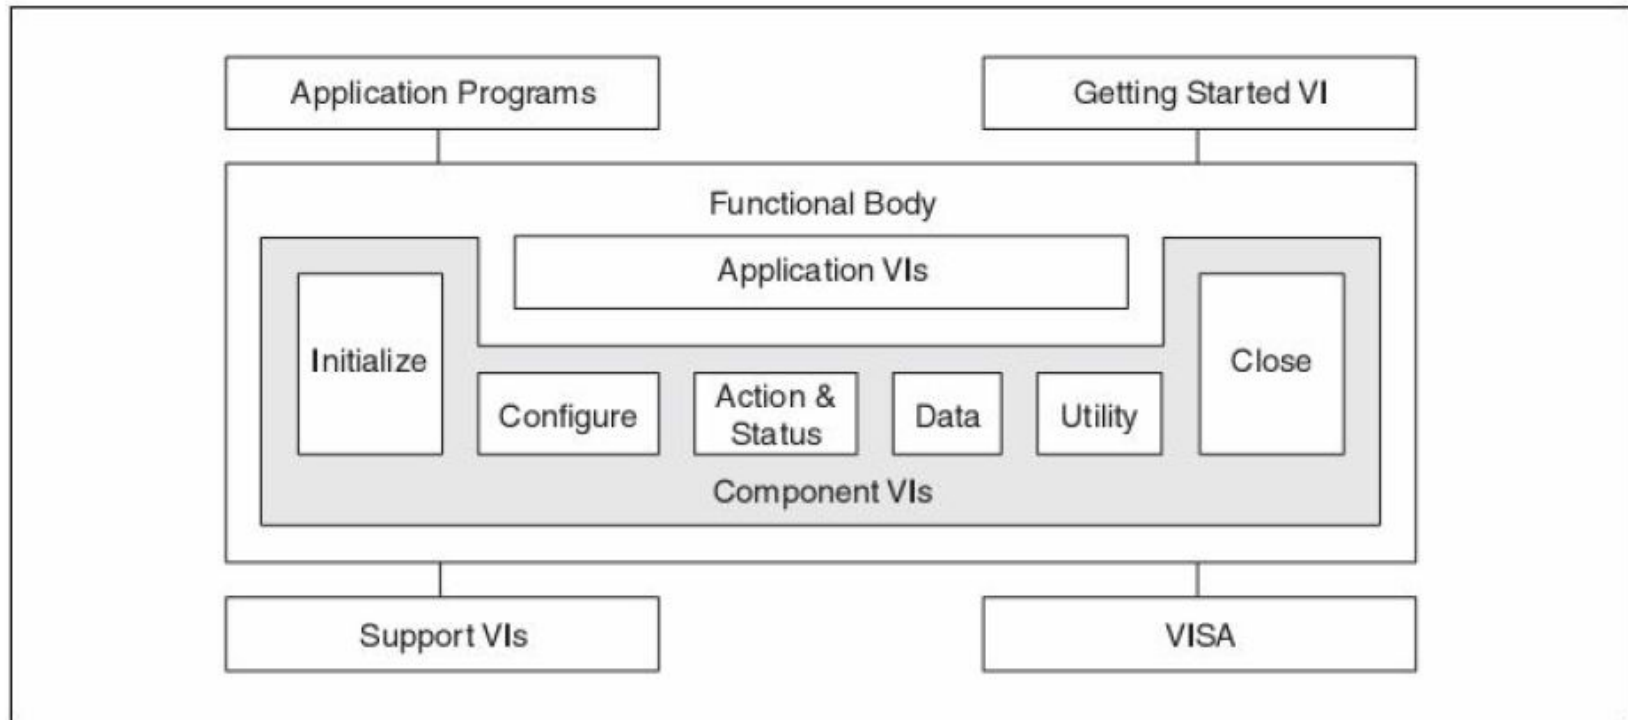 Application Programs
Getting Started VI
Functional Body
Application VIs
Initialize
Configure
Action &
Status
Data
Utility
Close
Component VIs
Support VIs
VISA